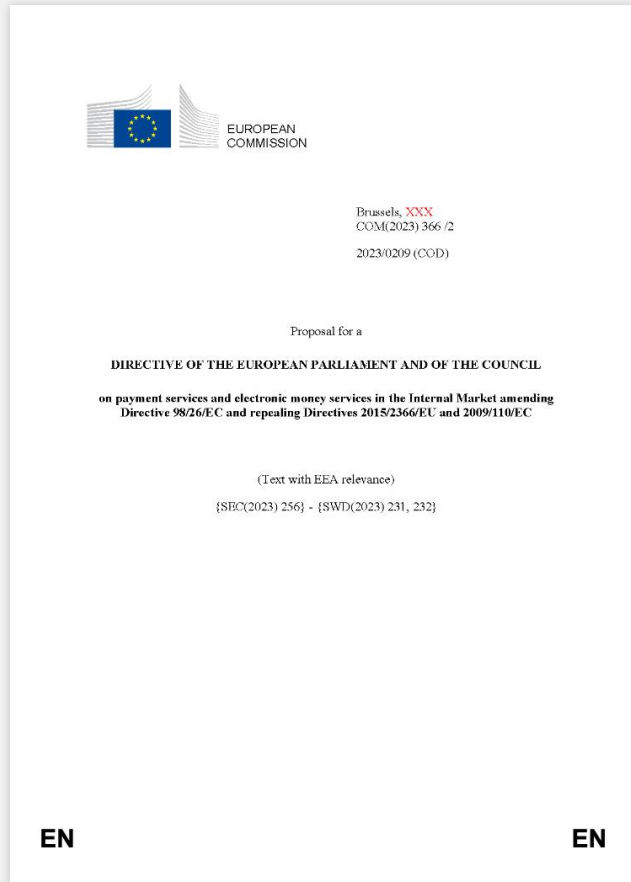 EUROPEAN
COMMISSION
Brussels, XXX
COM(2023) 366 /2
2023/0209 (COD)
Proposal for a
DIRECTIVE OF THE EUROPEAN PARLIAMENT AND OF THE COUNCIL
on payment services and electronic money services in the Internal Market amending
Directive 98/26/EC and repealing Directives 2015/2366/EU and 2009/110/EC
(Text with EEA relevance)
{SEC(2023) 256} - {SWD(2023) 231, 232}
EN
EN